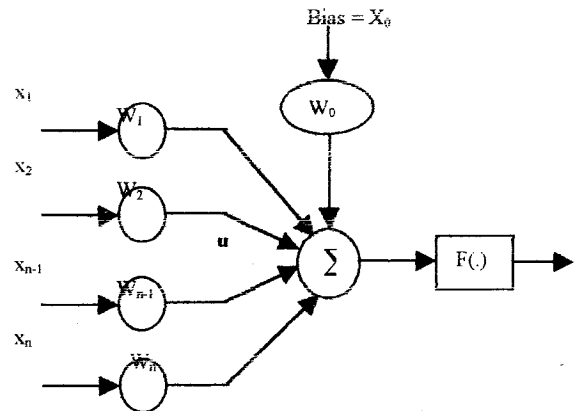 Bias = X₀
x₁
W₁
W₀
x₂
W₂
u
Σ
F(.)
xₙ₋₁
Wₙ₋₁
xₙ
Wₙ